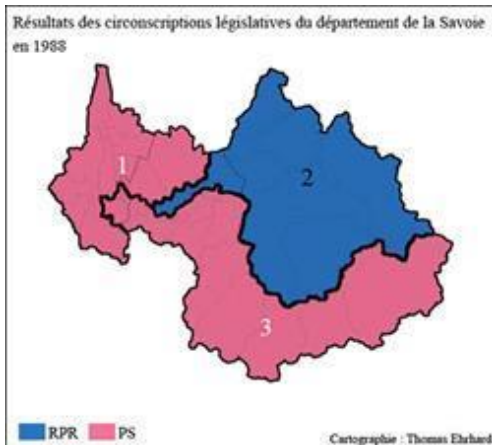 Résultats des circonscriptions législatives du département de la Savoie
en 1988
1
2
3
RPR PS
Cartographie : Thomas Ehrhard